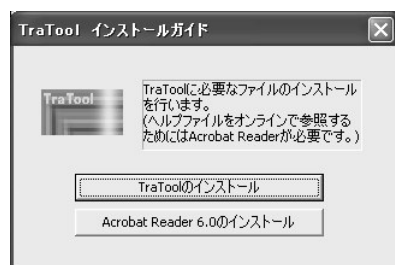 TraTool インストールガイド
TraTool
TraToolに必要なファイルのインストール
を行います。
(ヘルプファイルをオンラインで参照する
ためにはAcrobat Readerが必要です。)
TraToolのインストール
Acrobat Reader 6.0のインストール